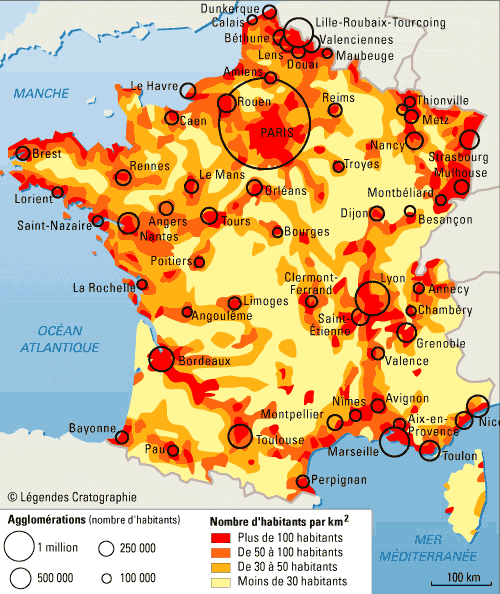 Dunkerque
Calais
Lille-Roubaix-Tourcoing
Béthune
Valenciennes
Lens
Douai
Maubeuge
Amiens
MANCHE
Le Havre
Rouen
Reims
Thionville
Caen
PARIS
Metz
Nancy
Strasbourg
Brest
Rennes
Troyes
Mulhouse
Le Mans
Orléans
Montbéliard
Lorient
Saint-Nazaire
Angers
Tours
Dijon
Besançon
Nantes
Bourges
Poitiers
La Rochelle
Clermont-
Ferrand
Lyon
Annecy
Limoges
Angoulême
Saint-
Étienne
Chambéry
OCÉAN
ATLANTIQUE
Grenoble
Bordeaux
Valence
Nîmes
Avignon
Montpellier
Aix-en-
Provence
Nice
Bayonne
Toulouse
Pau
Marseille
Toulon
Perpignan
© Légendes Cratographie
Agglomérations (nombre d'habitants)
1 million
250 000
500 000
100 000
Nombre d'habitants par km2
Plus de 100 habitants
De 50 à 100 habitants
De 30 à 50 habitants
Moins de 30 habitants
MER
MÉDITERRANÉE
100 km